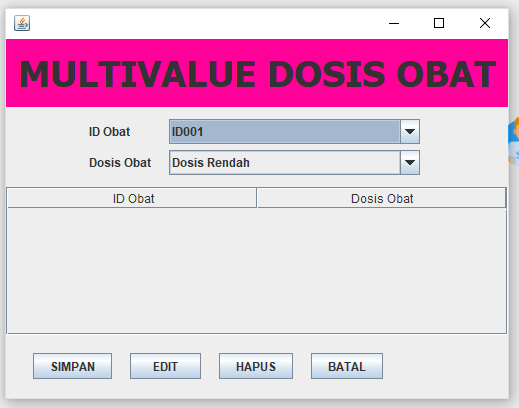 MULTIVALUE DOSIS OBAT
ID Obat ID001
Dosis Obat Dosis Rendah
ID Obat Dosis Obat
SIMPAN EDIT HAPUS BATAL